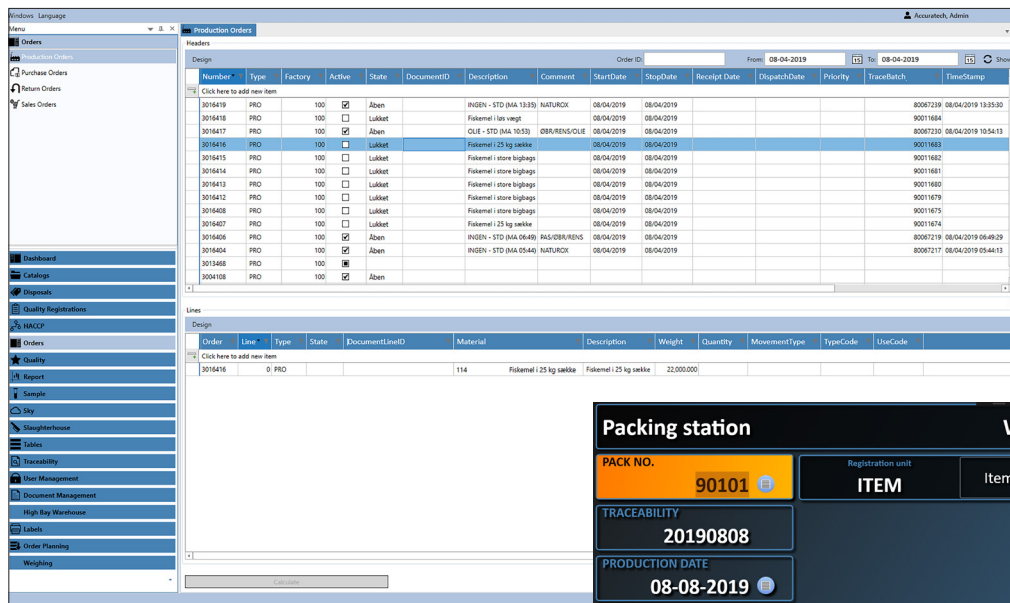 Windows Language Accuratech, Admin
Menu
Orders
Production Orders
Purchase Orders
Return Orders
Sales Orders
Dashboard
Catalogs
Disposals
Quality Registrations
HACCP
Orders
Quality
Report
Sample
Sky
Slaughterhouse
Tables
Traceability
User Management
Document Management
High Bay Warehouse
Labels
Order Planning
Weighing
Production Orders
Headers
Design Order ID: From: 08-04-2019 15 To: 08-04-2019 15 Show
Number Type Factory Active State DocumentID Description Comment StartDate StopDate Receipt Date DispatchDate Priority TraceBatch TimeStamp
Click here to add new item
3016419 PRO 100 Åben INGEN - STD (MA 13:35) NATUROX 08/04/2019 08/04/2019 80067239 08/04/2019 13:35:30
3016418 PRO 100 Lukket Fiskemel i løs vægt 08/04/2019 08/04/2019 90011684
3016417 PRO 100 Åben OLIE - STD (MA 10:53) ØBR/RENS/OLIE 08/04/2019 08/04/2019 80067230 08/04/2019 10:54:13
3016416 PRO 100 Lukket Fiskemel i 25 kg sække 08/04/2019 08/04/2019 90011683
3016415 PRO 100 Lukket Fiskemel i store bigbags 08/04/2019 08/04/2019 90011682
3016414 PRO 100 Lukket Fiskemel i store bigbags 08/04/2019 08/04/2019 90011681
3016413 PRO 100 Lukket Fiskemel i store bigbags 08/04/2019 08/04/2019 90011680
3016412 PRO 100 Lukket Fiskemel i store bigbags 08/04/2019 08/04/2019 90011679
3016408 PRO 100 Lukket Fiskemel i store bigbags 08/04/2019 08/04/2019 90011675
3016407 PRO 100 Lukket Fiskemel i 25 kg sække 08/04/2019 08/04/2019 90011674
3016406 PRO 100 Åben INGEN - STD (MA 06:49) PAS/ØBR/RENS 08/04/2019 08/04/2019 80067219 08/04/2019 06:49:29
3016404 PRO 100 Åben INGEN - STD (MA 05:44) NATUROX 08/04/2019 08/04/2019 80067217 08/04/2019 05:44:13
3013468 PRO 100
3004108 PRO 100 Åben
Lines
Design
Order Line Type State DocumentLineID Material Description Weight Quantity MovementType TypeCode UseCode
Click here to add new item
3016416 0 PRO 114 Fiskemel i 25 kg sække Fiskemel i 25 kg sække 22,000.000
Calculate
Packing station
PACK NO.
90101
Registration unit
ITEM
Item
TRACEABILITY
20190808
PRODUCTION DATE
08-08-2019